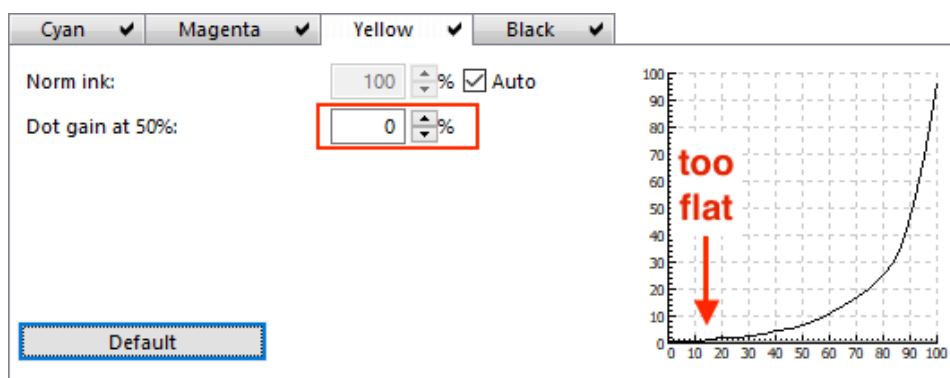 Cyan ✔ Magenta ✔ Yellow ✔ Black ✔
Norm ink: 100 % ✔ Auto
Dot gain at 50%: 0 %
Default
too
flat
100
90
80
70
60
50
40
30
20
10
0
0 10 20 30 40 50 60 70 80 90 100